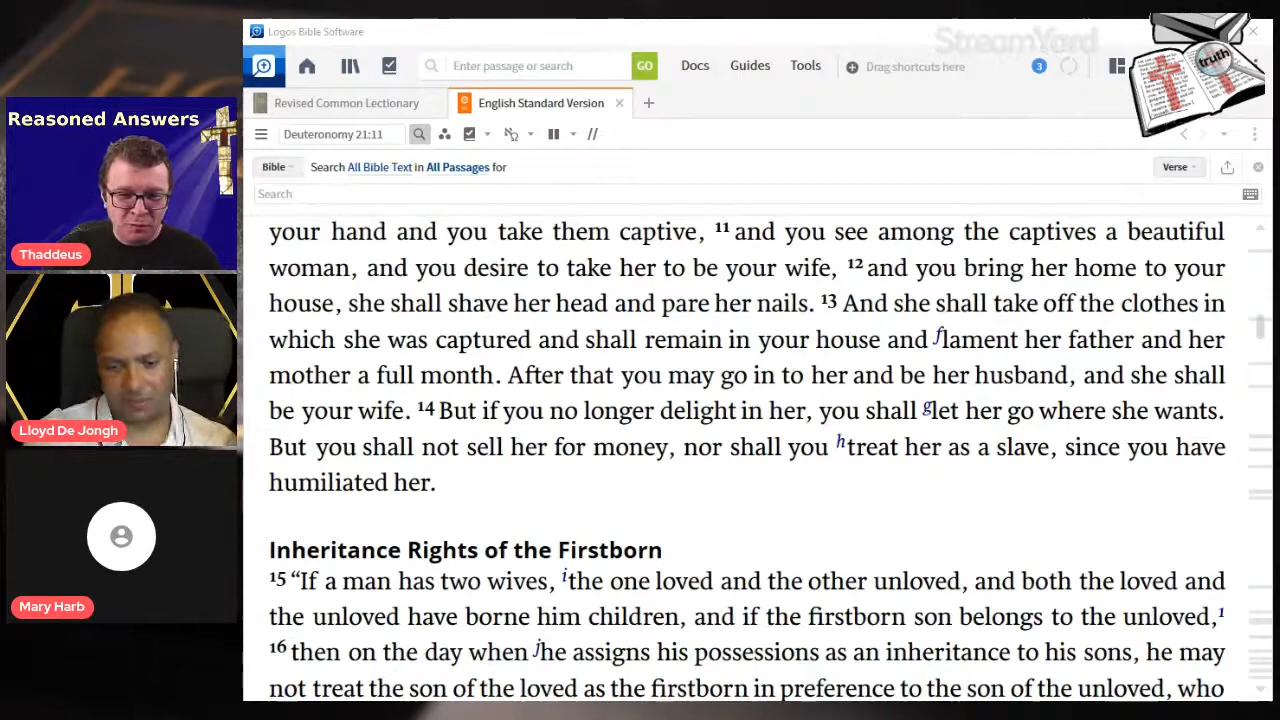 Logos Bible Software
StreamYard
truth
Enter passage or search
GO
Docs
Guides
Tools
Drag shortcuts here
3
Revised Common Lectionary
English Standard Version
Deuteronomy 21:11
Bible
Search All Bible Text in All Passages for
Verse
Search
Reasoned Answers
Thaddeus
Lloyd De Jongh
Mary Harb
your hand and you take them captive, 11 and you see among the captives a beautiful
woman, and you desire to take her to be your wife, 12 and you bring her home to your
house, she shall shave her head and pare her nails. 13 And she shall take off the clothes in
which she was captured and shall remain in your house and f lament her father and her
mother a full month. After that you may go in to her and be her husband, and she shall
be your wife. 14 But if you no longer delight in her, you shall g let her go where she wants.
But you shall not sell her for money, nor shall you h treat her as a slave, since you have
humiliated her.
Inheritance Rights of the Firstborn
15 “If a man has two wives, i the one loved and the other unloved, and both the loved and
the unloved have borne him children, and if the firstborn son belongs to the unloved, 1
16 then on the day when j he assigns his possessions as an inheritance to his sons, he may
not treat the son of the loved as the firstborn in preference to the son of the unloved, who